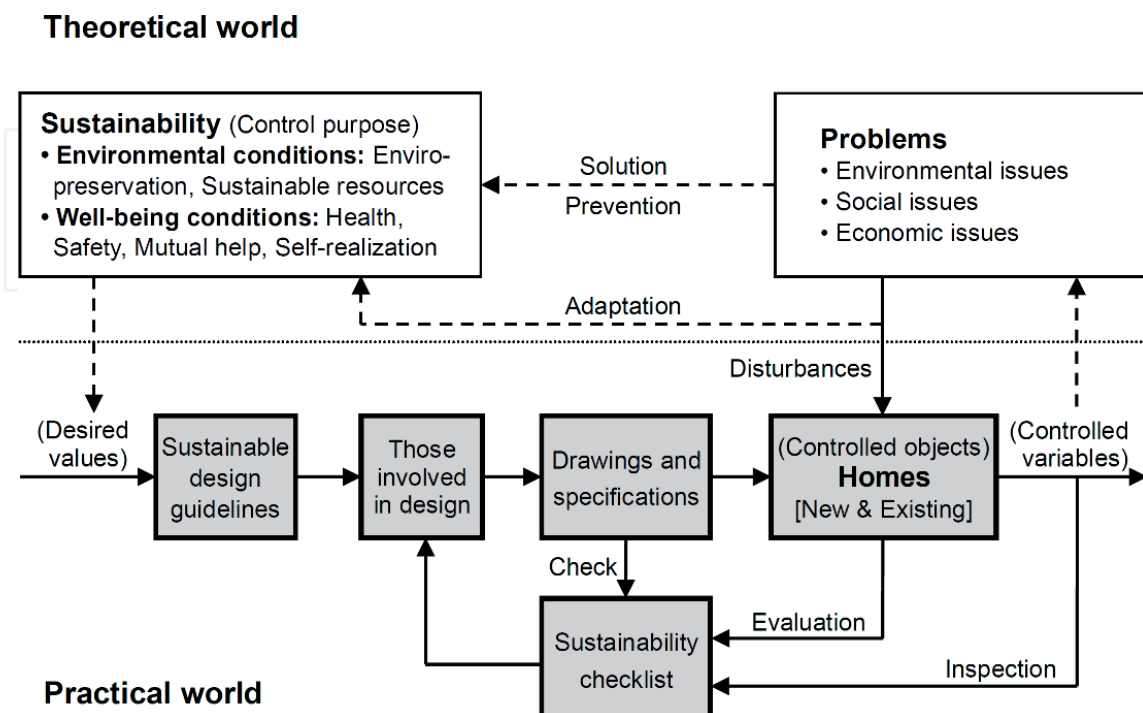 Theoretical world
Sustainability (Control purpose)
• Environmental conditions: Enviro-
preservation, Sustainable resources
• Well-being conditions: Health,
Safety, Mutual help, Self-realization
Solution
Prevention
Problems
• Environmental issues
• Social issues
• Economic issues
Adaptation
Disturbances
(Desired
values)
Sustainable
design
guidelines
Those
involved
in design
Drawings and
specifications
(Controlled objects)
Homes
[New & Existing]
(Controlled
variables)
Check
Sustainability
checklist
Evaluation
Inspection
Practical world